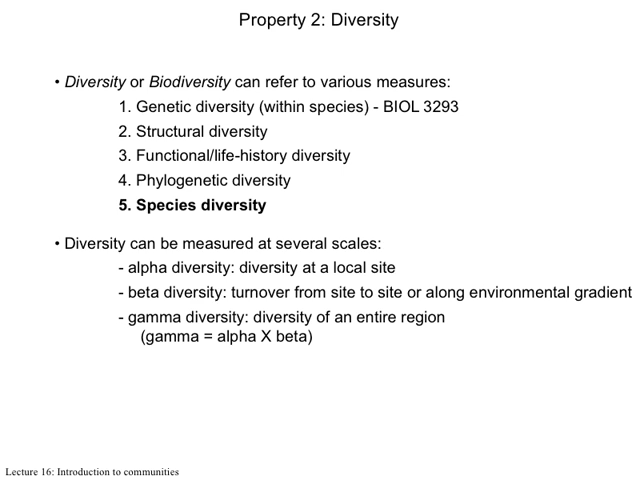 Property 2: Diversity
• Diversity or Biodiversity can refer to various measures:
1. Genetic diversity (within species) - BIOL 3293
2. Structural diversity
3. Functional/life-history diversity
4. Phylogenetic diversity
5. Species diversity
• Diversity can be measured at several scales:
- alpha diversity: diversity at a local site
- beta diversity: turnover from site to site or along environmental gradient
- gamma diversity: diversity of an entire region
(gamma = alpha X beta)
Lecture 16: Introduction to communities